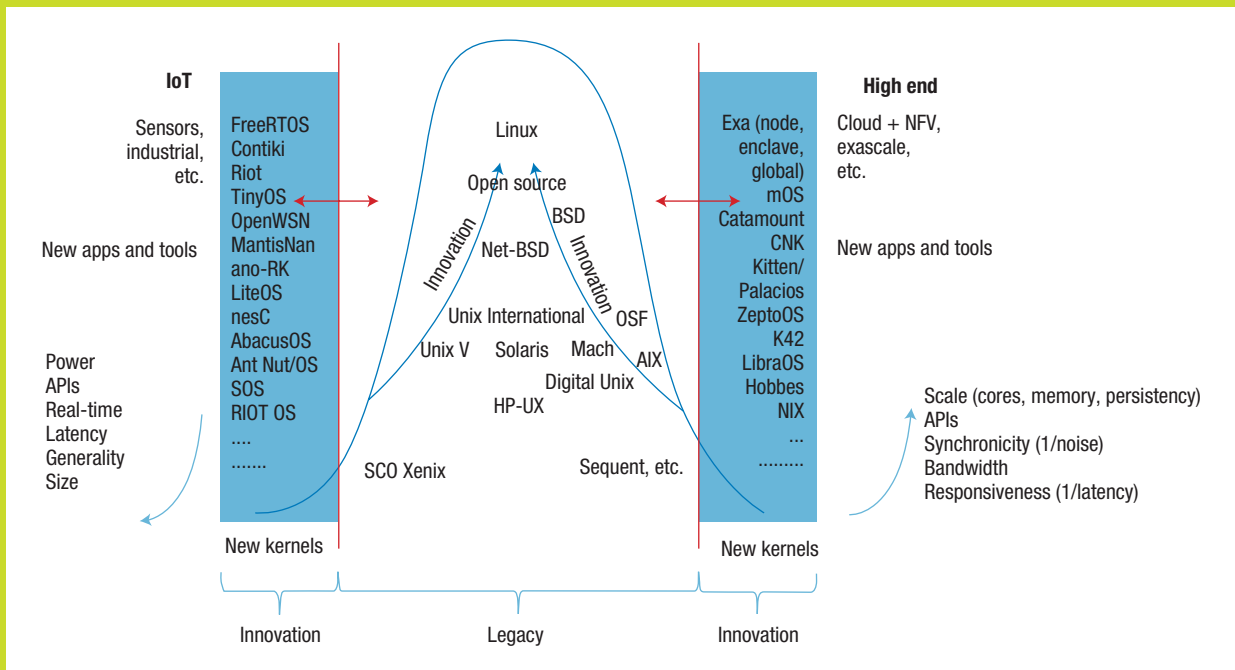 IoT
Sensors,
industrial,
etc.
New apps and tools
Power
APIs
Real-time
Latency
Generality
Size
FreeRTOS
Contiki
Riot
TinyOS
OpenWSN
MantisNan
ano-RK
LiteOS
nesC
AbacusOS
Ant Nut/OS
SOS
RIOT OS
....
.......
New kernels
Innovation
Linux
Open source
BSD
Innovation
Net-BSD
Innovation
Unix International
OSF
Unix V
Solaris
Mach
AIX
Digital Unix
HP-UX
SCO Xenix
Sequent, etc.
Legacy
Exa (node,
enclave,
global)
mOS
Catamount
CNK
Kitten/
Palacios
ZeptoOS
K42
LibraOS
Hobbes
NIX
...
.........
New kernels
Innovation
High end
Cloud + NFV,
exascale,
etc.
New apps and tools
Scale (cores, memory, persistency)
APIs
Synchronicity (1/noise)
Bandwidth
Responsiveness (1/latency)